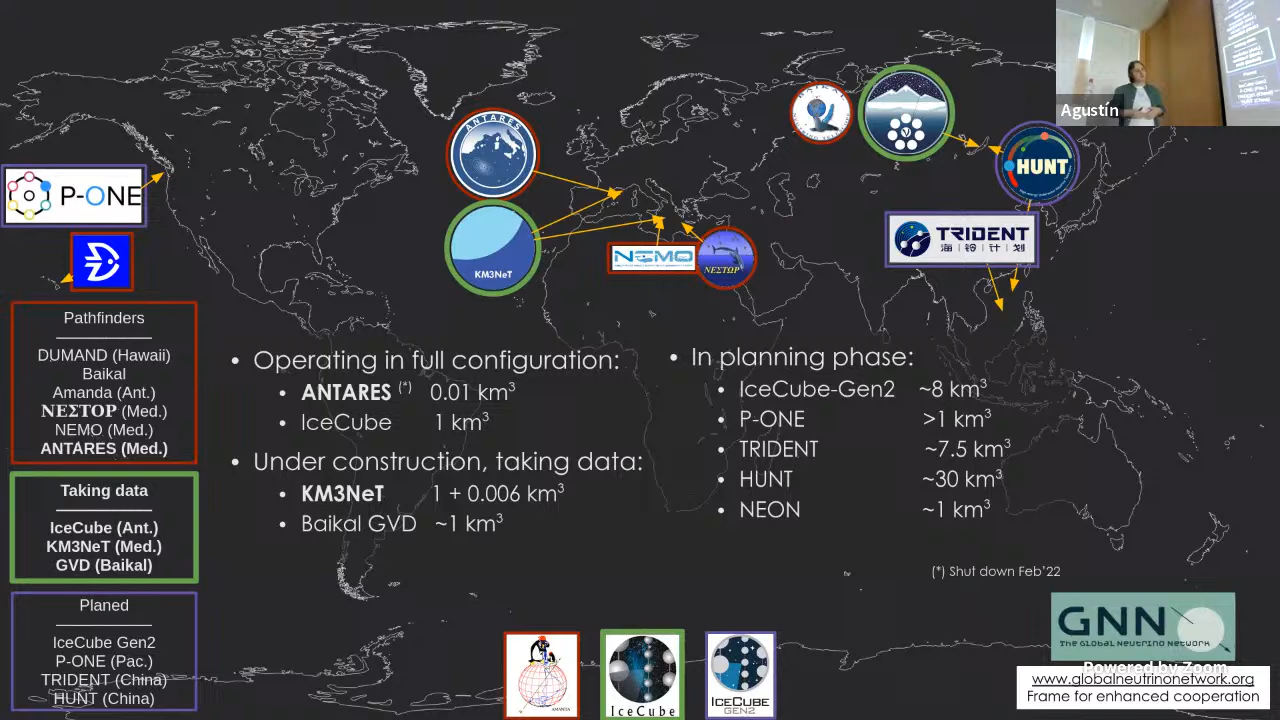 Agustín
ANTARES
HUNT
P-ONE
TRIDENT
海 | 铃 | 计 | 划
KM3NeT
NEMO
ΝΕΣΤΩΡ
Pathfinders
DUMAND (Hawaii)
Baikal
Amanda (Ant.)
ΝΕΣΤΟΡ (Med.)
NEMO (Med.)
ANTARES (Med.)
Taking data
IceCube (Ant.)
KM3NeT (Med.)
GVD (Baikal)
Planed
IceCube Gen2
P-ONE (Pac.)
TRIDENT (China)
HUNT (China)
• Operating in full configuration:
• ANTARES (*) 0.01 km³
• IceCube 1 km³
• Under construction, taking data:
• KM3NeT 1 + 0.006 km³
• Baikal GVD ~1 km³
• In planning phase:
• IceCube-Gen2 ~8 km³
• P-ONE >1 km³
• TRIDENT ~7.5 km³
• HUNT ~30 km³
• NEON ~1 km³
(*) Shut down Feb'22
GNN
THE GLOBAL NEUTRINO NETWORK
Powered by Zoom
www.globalneutrinonetwork.org
Frame for enhanced cooperation
AMANDA
IceCube
ICECUBE
GEN2